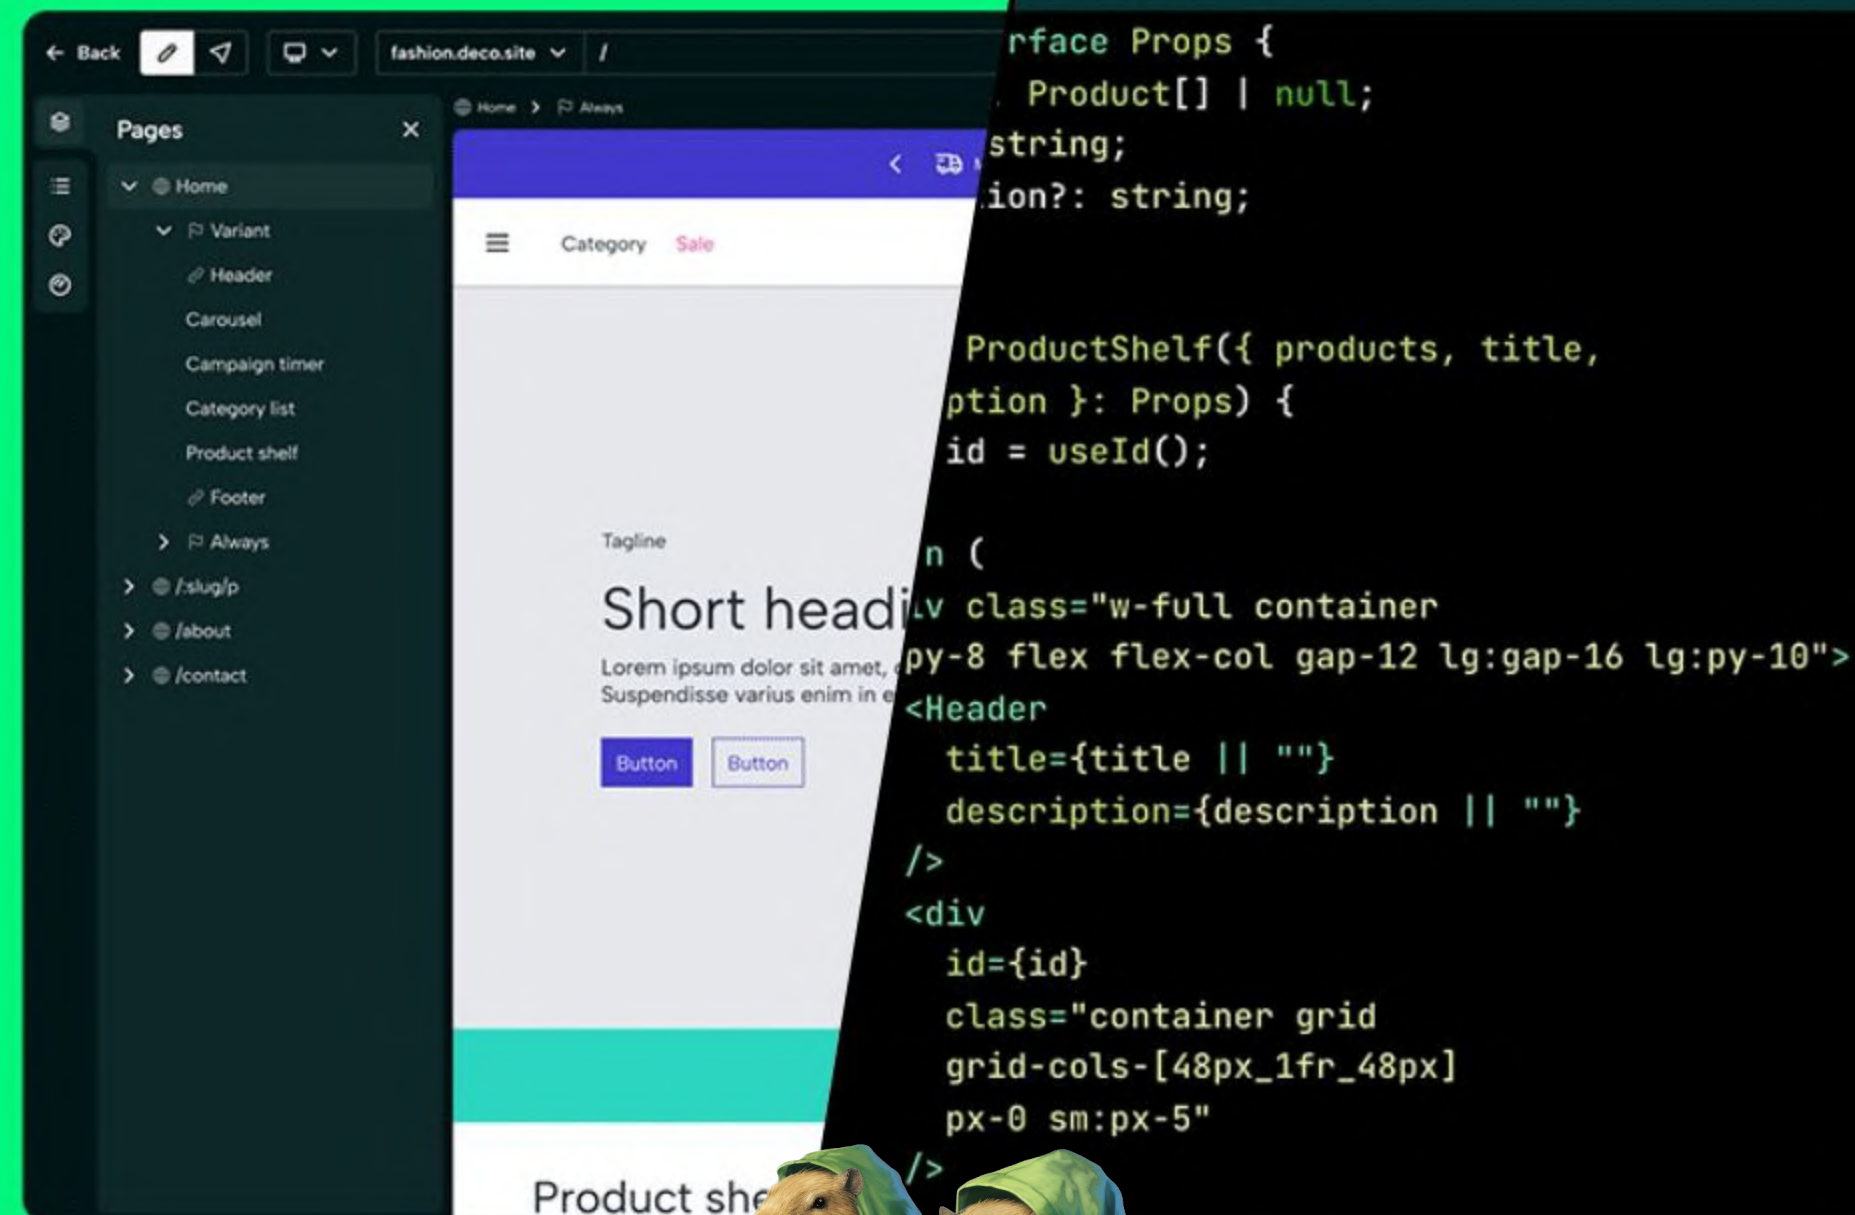 Back
fashion.deco.site
/
Home
Always
Pages
Home
Variant
Header
Carousel
Campaign timer
Category list
Product shelf
Footer
Always
/:slug/p
/about
/contact
Category
Sale
Tagline
Short headi
Lorem ipsum dolor sit amet,
Suspendisse varius enim in e
Button
Button
Product she
rface Props {
Product[] | null;
string;
ion?: string;
ProductShelf({ products, title,
ption }: Props) {
id = useId();
n (
iv class="w-full container
py-8 flex flex-col gap-12 lg:gap-16 lg:py-10">
<Header
title={title || ""}
description={description || ""}
/>
<div
id={id}
class="container grid
grid-cols-[48px_1fr_48px]
px-0 sm:px-5"
/>